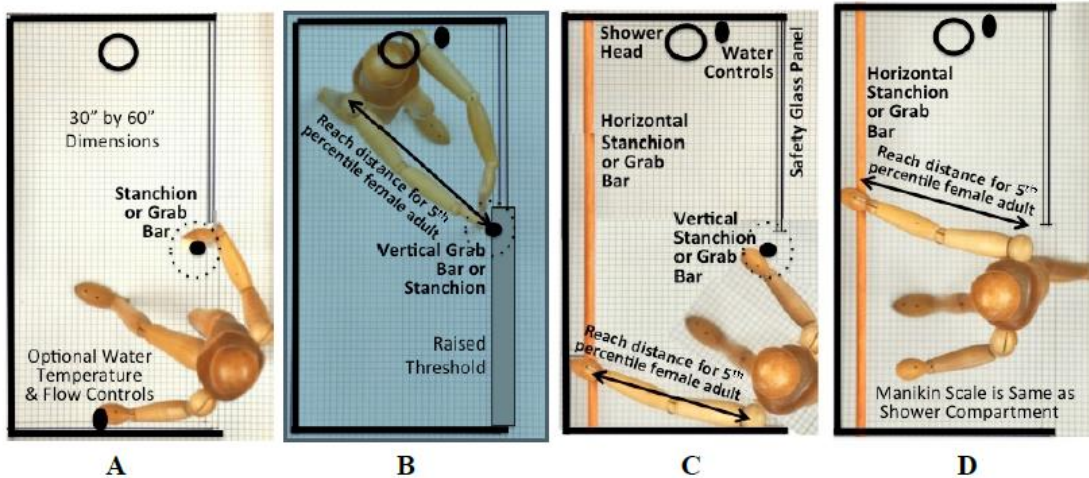 30” by 60”
Dimensions
Stanchion
or Grab
Bar
Optional Water
Temperature
& Flow Controls
Reach distance for 5th
percentile female adult
Vertical Grab
Bar or
Stanchion
Raised
Threshold
Shower
Head
Water
Controls
Safety Glass Panel
Horizontal
Stanchion
or Grab
Bar
Vertical
Stanchion
or Grab
Bar
Reach distance for 5th
percentile female adult
Horizontal
Stanchion
or Grab
Bar
Reach distance for 5th
percentile female adult
Manikin Scale is Same as
Shower Compartment
A
B
C
D